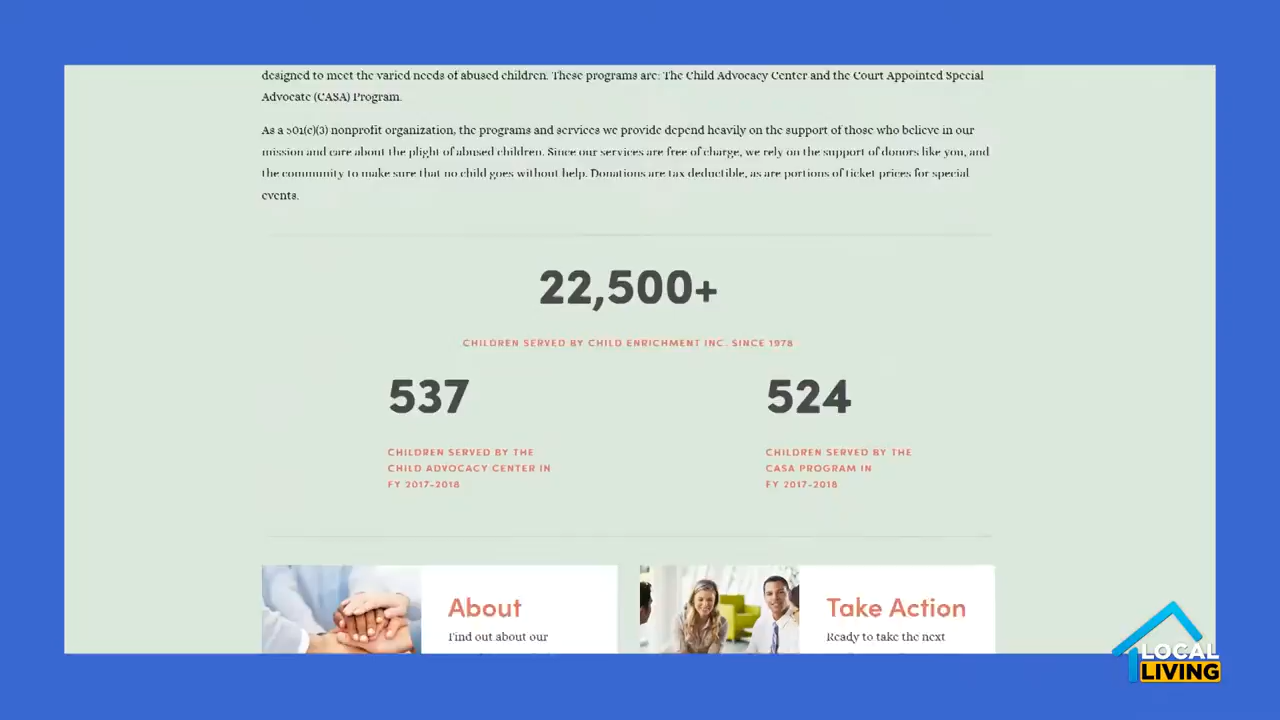 designed to meet the varied needs of abused children. These programs are: The Child Advocacy Center and the Court Appointed Special
Advocate (CASA) Program.
As a 501(c)(3) nonprofit organization, the programs and services we provide depend heavily on the support of those who believe in our
mission and care about the plight of abused children. Since our services are free of charge, we rely on the support of donors like you, and
the community to make sure that no child goes without help. Donations are tax deductible, as are portions of ticket prices for special
events.
22,500+
CHILDREN SERVED BY CHILD ENRICHMENT INC. SINCE 1978
537
CHILDREN SERVED BY THE
CHILD ADVOCACY CENTER IN
FY 2017-2018
524
CHILDREN SERVED BY THE
CASA PROGRAM IN
FY 2017-2018
About
Find out about our
Take Action
Ready to take the next
LOCAL
LIVING